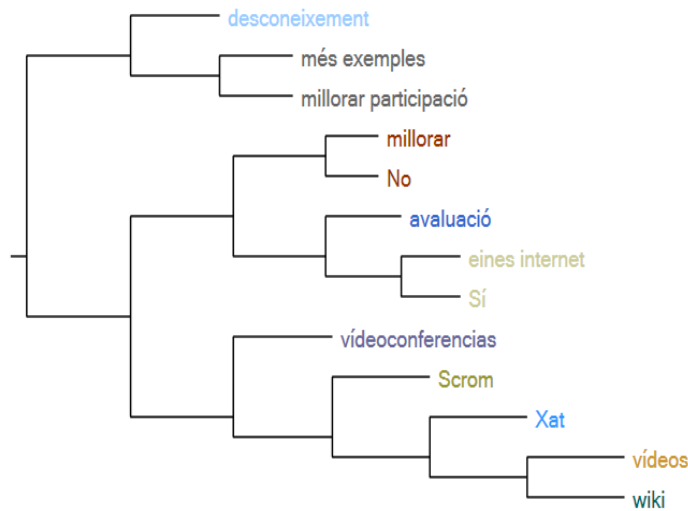 desconeixement
més exemples
millorar participació
millorar
No
avaluació
eines internet
Sí
vídeoconferencias
Scrom
Xat
vídeos
wiki